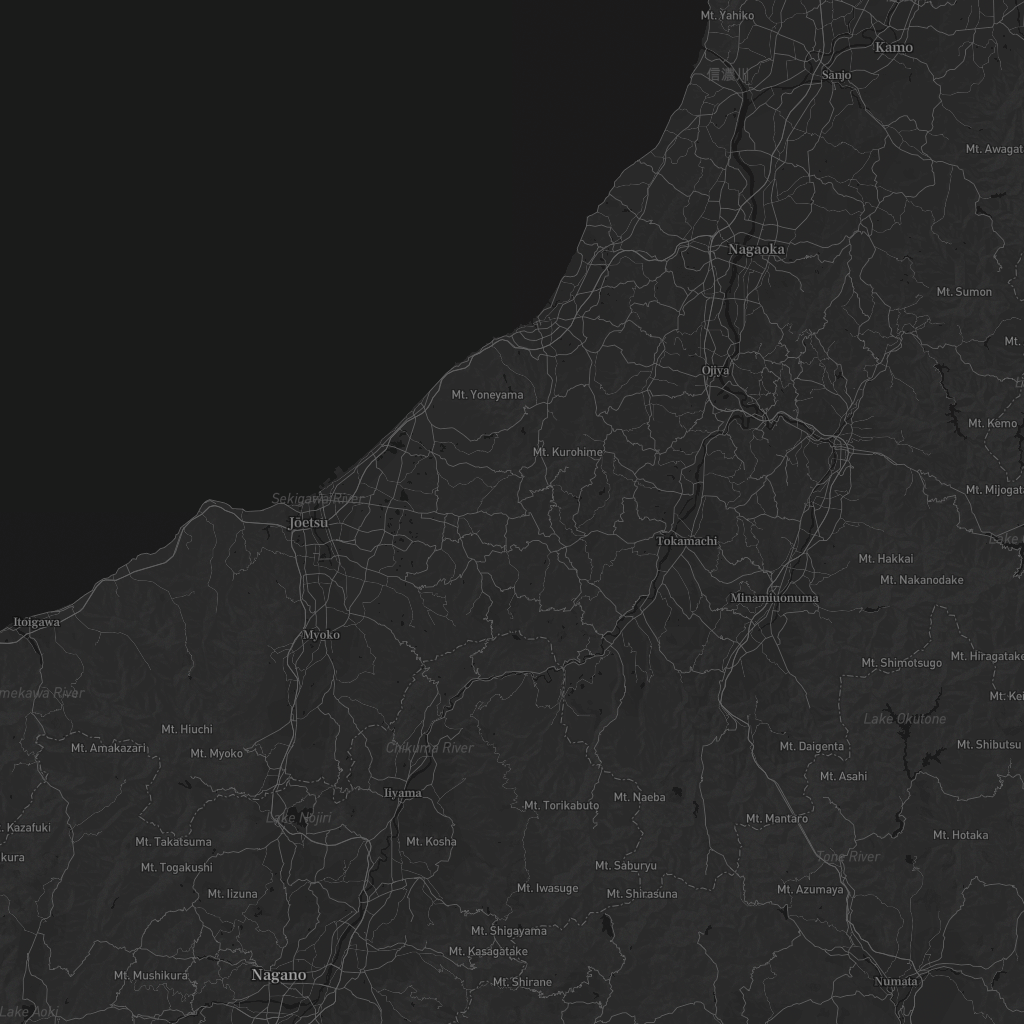 Mt. Yahiko
Kamo
信濃川
Sanjo
Mt. Awagat
Nagaoka
Mt. Sumon
Mt.
Ojiya
Mt. Yoneyama
Mt. Kemo
Mt. Kurohime
Mt. Mijogata
Sekigawa River
Jōetsu
Tokamachi
Lake
Mt. Hakkai
Mt. Nakanodake
Minamiuonuma
Itoigawa
Myoko
Mt. Shimotsugo
Mt. Hiragatake
mekawa River
Mt. Kei
Lake Okutone
Mt. Hiuchi
Mt. Amakazari
Mt. Myoko
Chikuma River
Mt. Daigenta
Mt. Shibutsu
Mt. Asahi
Iiyama
Mt. Naeba
Mt. Torikabuto
Lake Nojiri
Mt. Mantaro
. Kazafuki
Mt. Hotaka
Mt. Takatsuma
Mt. Kosha
kura
Tone River
Mt. Togakushi
Mt. Saburyu
Mt. Iizuna
Mt. Iwasuge
Mt. Shirasuna
Mt. Azumaya
Mt. Shigayama
Mt. Kasagatake
Mt. Mushikura
Nagano
Mt. Shirane
Numata
Lake Aoki